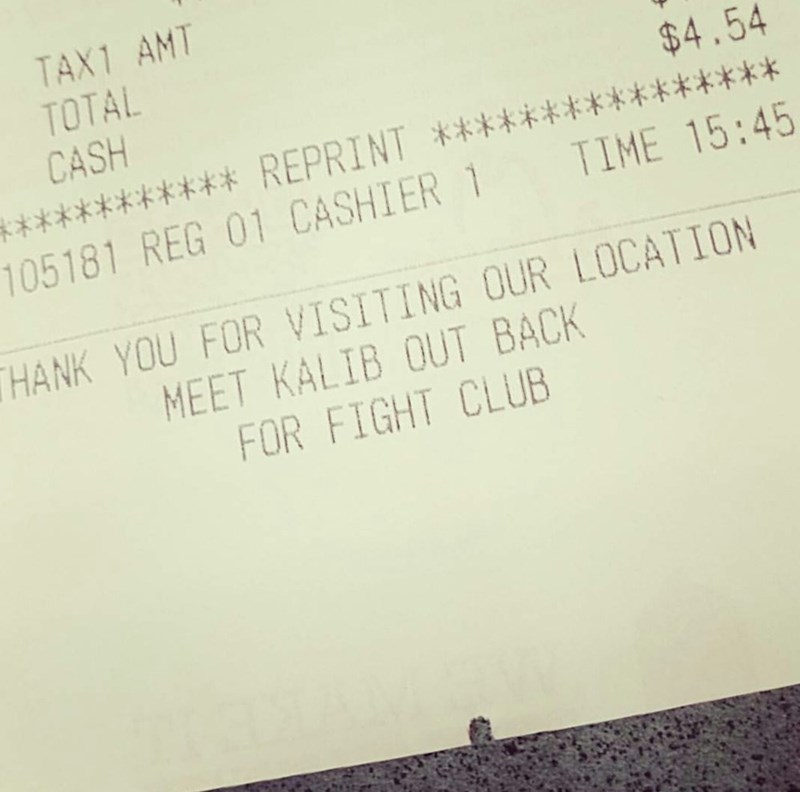 TAX1 AMT
TOTAL $4.54
CASH
************ REPRINT ****************
105181 REG 01 CASHIER 1 TIME 15:45
THANK YOU FOR VISITING OUR LOCATION
MEET KALIB OUT BACK
FOR FIGHT CLUB